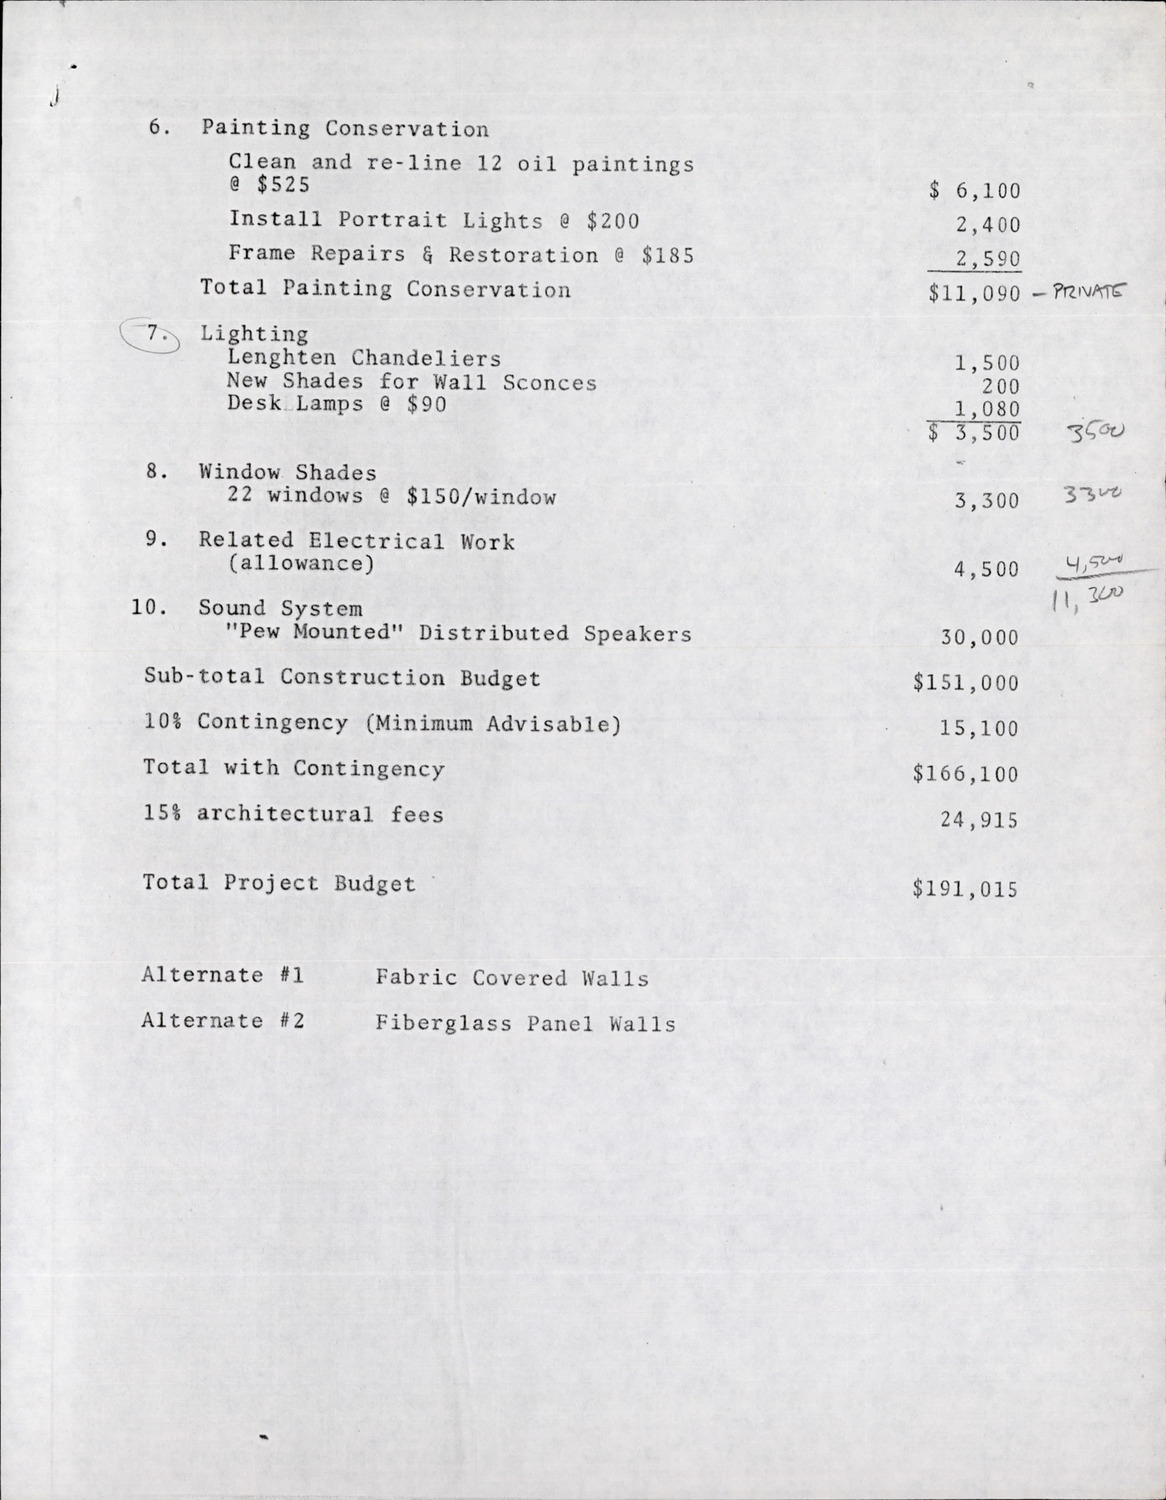 6. Painting Conservation
Clean and re-line 12 oil paintings
@ $525 $ 6,100
Install Portrait Lights @ $200 2,400
Frame Repairs & Restoration @ $185 2,590
Total Painting Conservation $11,090 - PRIVATE
7. Lighting
Lenghten Chandeliers 1,500
New Shades for Wall Sconces 200
Desk Lamps @ $90 1,080
$ 3,500 3500
8. Window Shades
22 windows @ $150/window 3,300 3300
9. Related Electrical Work
(allowance) 4,500 4,500
11,300
10. Sound System
"Pew Mounted" Distributed Speakers 30,000
Sub-total Construction Budget $151,000
10% Contingency (Minimum Advisable) 15,100
Total with Contingency $166,100
15% architectural fees 24,915
Total Project Budget $191,015
Alternate #1 Fabric Covered Walls
Alternate #2 Fiberglass Panel Walls